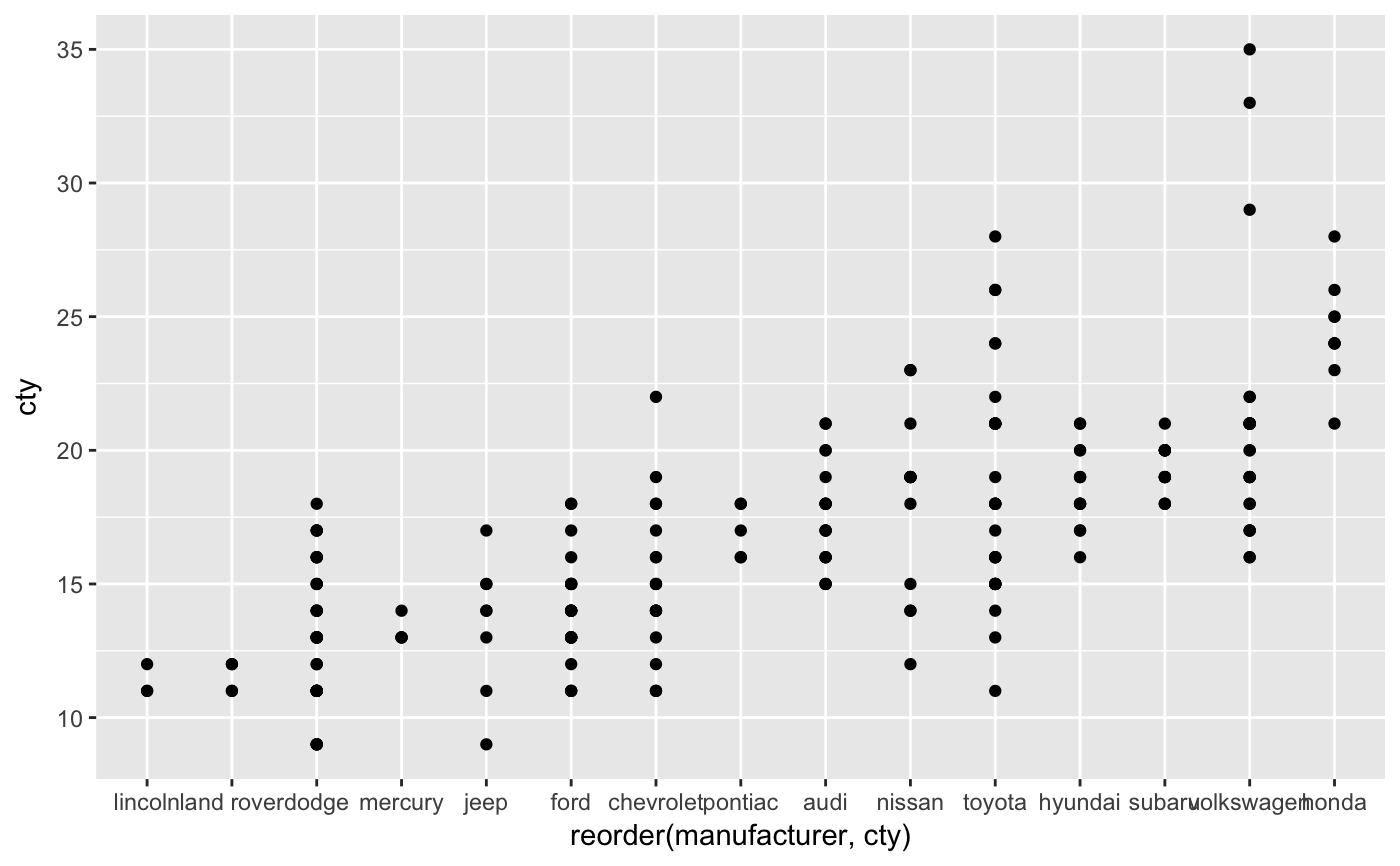 35
30
25
20
15
10
cty
lincoln land rover dodge mercury jeep ford chevrolet pontiac audi nissan toyota hyundai subaru volkswagen honda
reorder(manufacturer, cty)